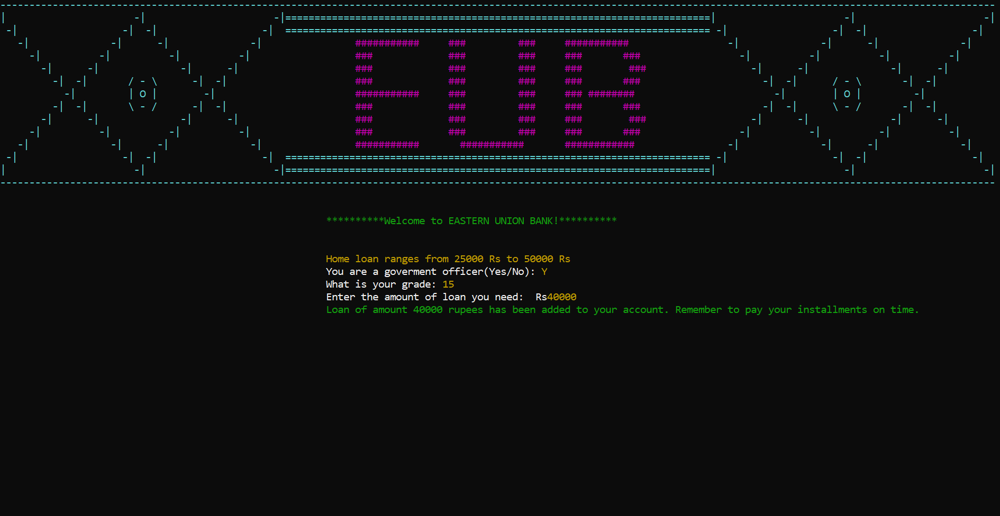 EUB
**********Welcome to EASTERN UNION BANK!**********
Home loan ranges from 25000 Rs to 50000 Rs
You are a goverment officer(Yes/No): Y
What is your grade: 15
Enter the amount of loan you need:  Rs40000
Loan of amount 40000 rupees has been added to your account. Remember to pay your installments on time.